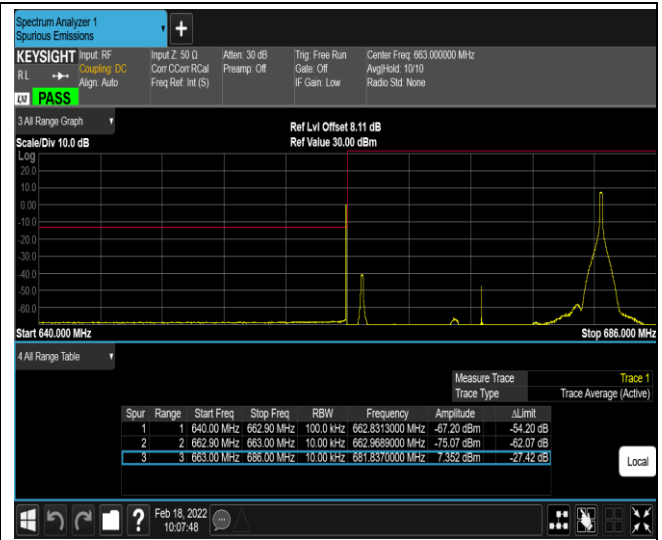 Spectrum Analyzer 1
Spurious Emissions
+
KEYSIGHT Input: RF Input Z: 50 Ω Atten: 30 dB Trig: Free Run Center Freq: 663.000000 MHz
RL Coupling: DC Corr CCorr RCal Preamp: Off Gate: Off Avg|Hold: 10/10
Align: Auto Freq Ref: Int (S) IF Gain: Low Radio Std: None
LXI PASS
3 All Range Graph
Ref Lvl Offset 8.11 dB
Scale/Div 10.0 dB Ref Value 30.00 dBm
Log
20.0
10.0
0.00
-10.0
-20.0
-30.0
-40.0
-50.0
-60.0
Start 640.000 MHz Stop 686.000 MHz
4 All Range Table
Measure Trace Trace 1
Trace Type Trace Average (Active)
Spur Range Start Freq Stop Freq RBW Frequency Amplitude ΔLimit
1 1 640.00 MHz 662.90 MHz 100.0 kHz 662.8313000 MHz -67.20 dBm -54.20 dB
2 2 662.90 MHz 663.00 MHz 10.00 kHz 662.9689000 MHz -75.07 dBm -62.07 dB
3 3 663.00 MHz 686.00 MHz 10.00 kHz 681.8370000 MHz 7.352 dBm -27.42 dB
Local
? Feb 18, 2022
10:07:48